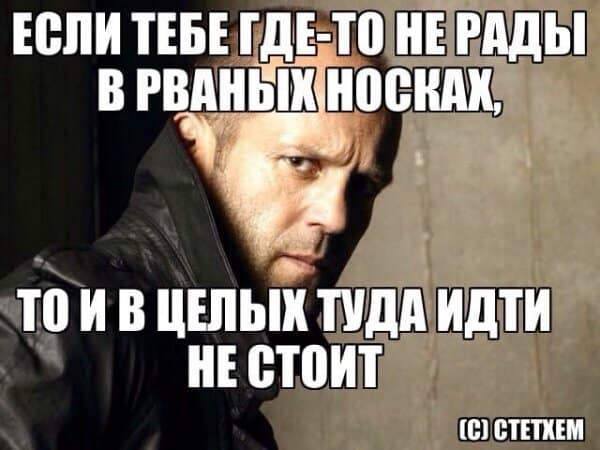 ЕСЛИ ТЕБЕ ГДЕ-ТО НЕ РАДЫ
В РВАНЫХ НОСКАХ,
ТО И В ЦЕЛЫХ ТУДА ИДТИ
НЕ СТОИТ
(С) СТЕТХЕМ